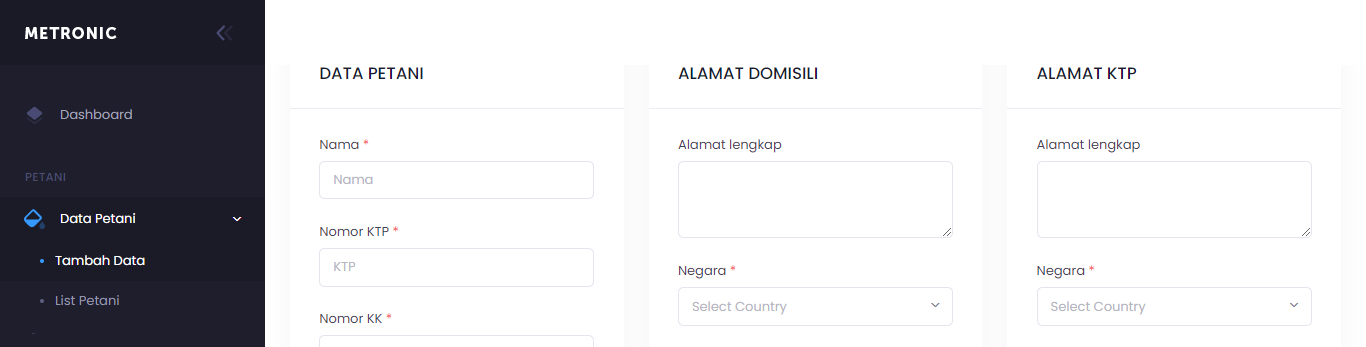 METRONIC
Dashboard
PETANI
Data Petani
Tambah Data
List Petani
DATA PETANI
Nama *
Nama
Nomor KTP *
KTP
Nomor KK *
ALAMAT DOMISILI
Alamat lengkap
Negara *
Select Country
ALAMAT KTP
Alamat lengkap
Negara *
Select Country